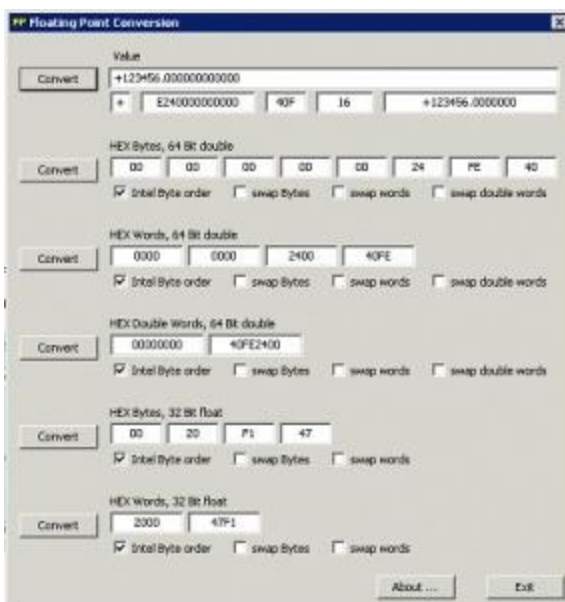 Floating Point Conversion
Value
Convert +123456.000000000000
+ E240000000000 40F 16 +123456.0000000
HEX Bytes, 64 Bit double
Convert 00 00 00 00 00 24 FE 40
Intel Byte order swap Bytes swap words swap double words
HEX Words, 64 Bit double
Convert 0000 0000 2400 40FE
Intel Byte order swap Bytes swap words swap double words
HEX Double Words, 64 Bit double
Convert 00000000 40FE2400
Intel Byte order swap Bytes swap words swap double words
HEX Bytes, 32 Bit float
Convert 00 20 F1 47
Intel Byte order swap Bytes swap words
HEX Words, 32 Bit float
Convert 2000 47F1
Intel Byte order swap Bytes swap words
About ... Exit